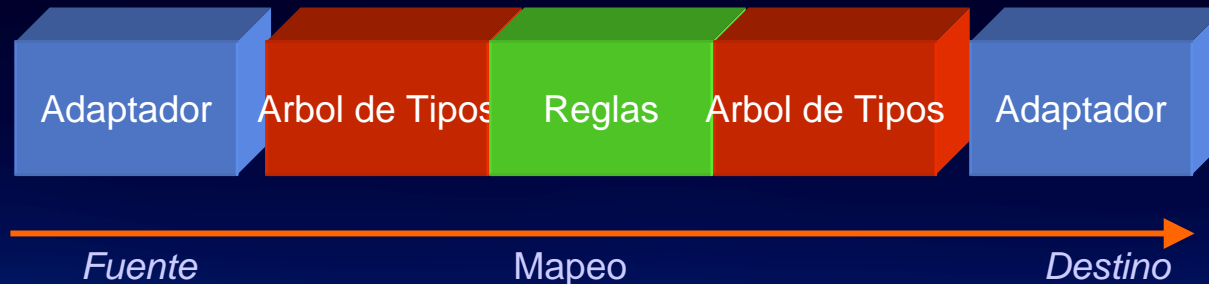 Adaptador Arbol de Tipos Reglas Arbol de Tipos Adaptador
Fuente Mapeo Destino